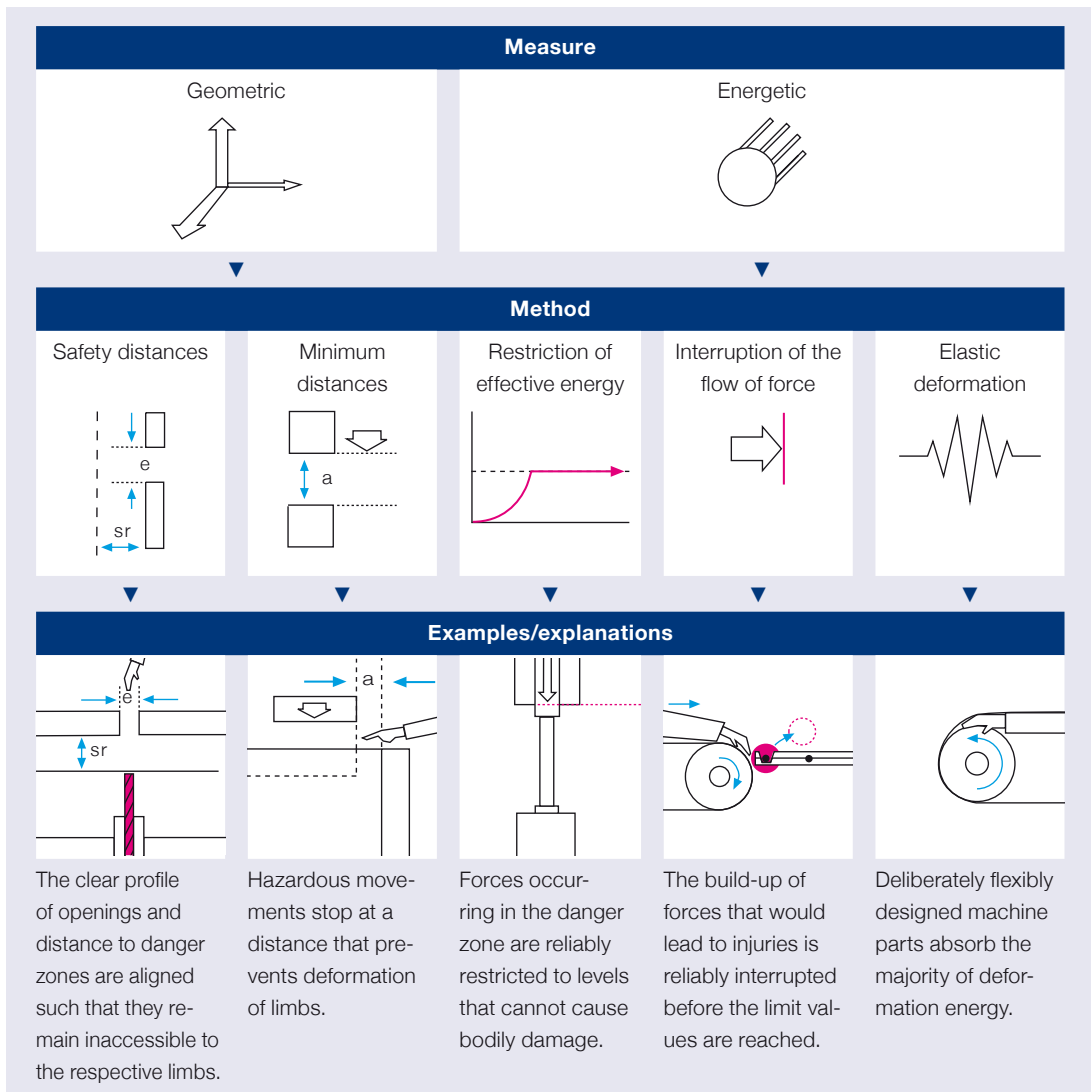 Measure
Geometric
Energetic
Method
Safety distances
e
sr
Minimum
distances
a
Restriction of
effective energy
Interruption of the
flow of force
Elastic
deformation
Examples/explanations
e
sr
a
The clear profile
of openings and
distance to danger
zones are aligned
such that they re-
main inaccessible to
the respective limbs.
Hazardous move-
ments stop at a
distance that pre-
vents deformation
of limbs.
Forces occur-
ring in the danger
zone are reliably
restricted to levels
that cannot cause
bodily damage.
The build-up of
forces that would
lead to injuries is
reliably interrupted
before the limit val-
ues are reached.
Deliberately flexibly
designed machine
parts absorb the
majority of defor-
mation energy.